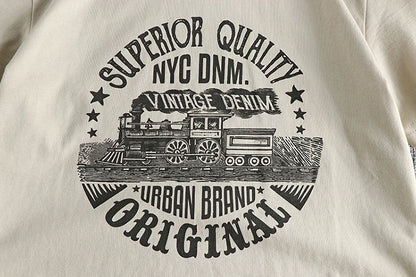 SUPERIOR QUALITY
NYC DNM.
VINTAGE DENIM
URBAN BRAND
ORIGINAL